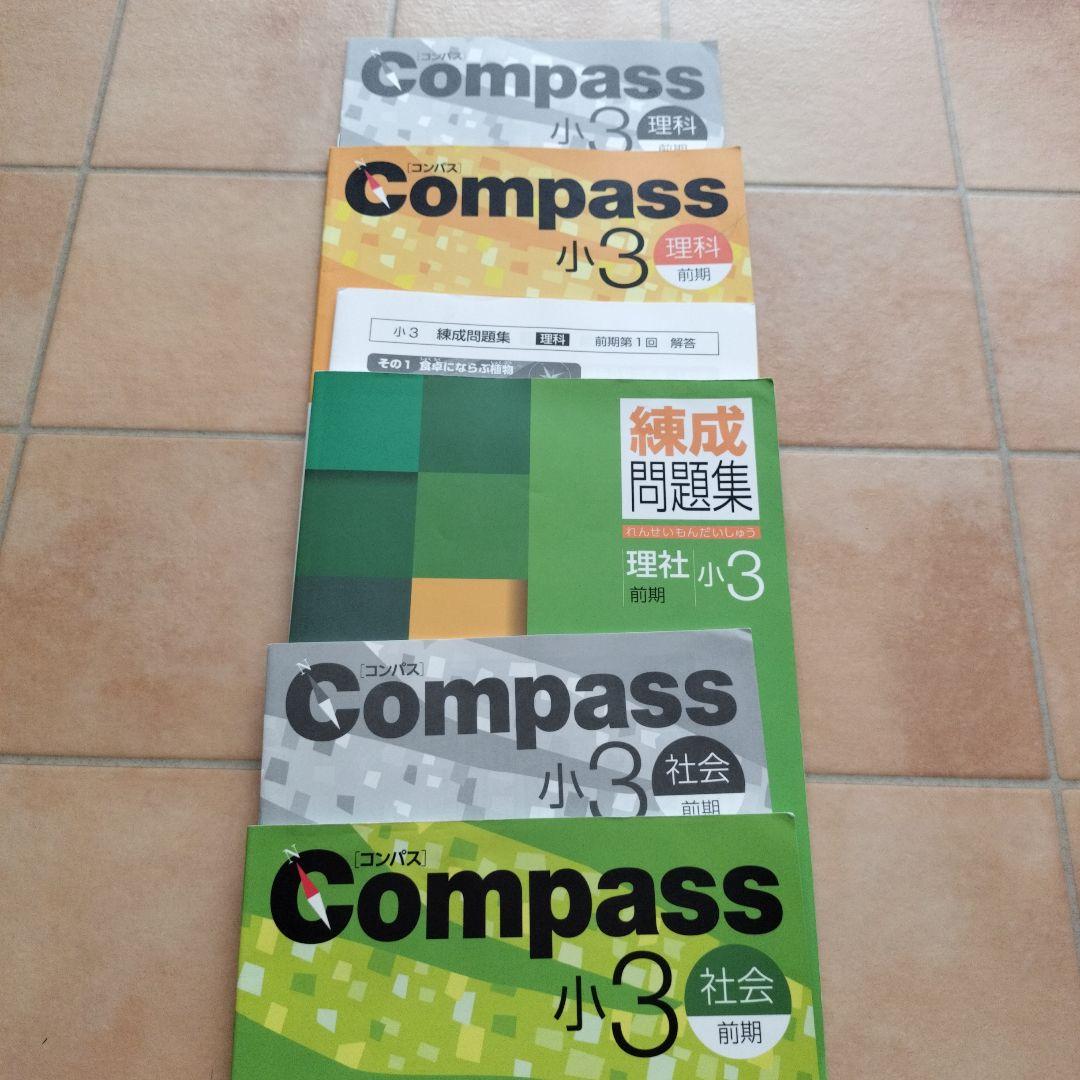 [コンパス]
Compass
小3 理科
前期
N
[コンパス]
Compass
小3 理科
前期
小3 練成問題集 理科 前期第1回 解答
その1 食卓にならぶ植物
練成
問題集
れんせいもんだいしゅう
理社 小3
前期
N
[コンパス]
Compass
小3 社会
前期
N
[コンパス]
Compass
小3 社会
前期